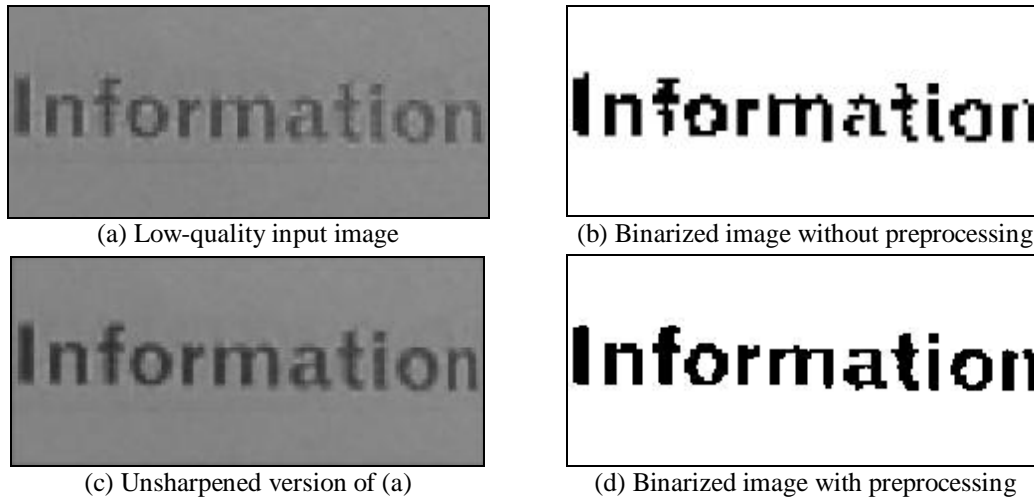 Information
Information
(a) Low-quality input image
(b) Binarized image without preprocessing
Information
Information
(c) Unsharpened version of (a)
(d) Binarized image with preprocessing